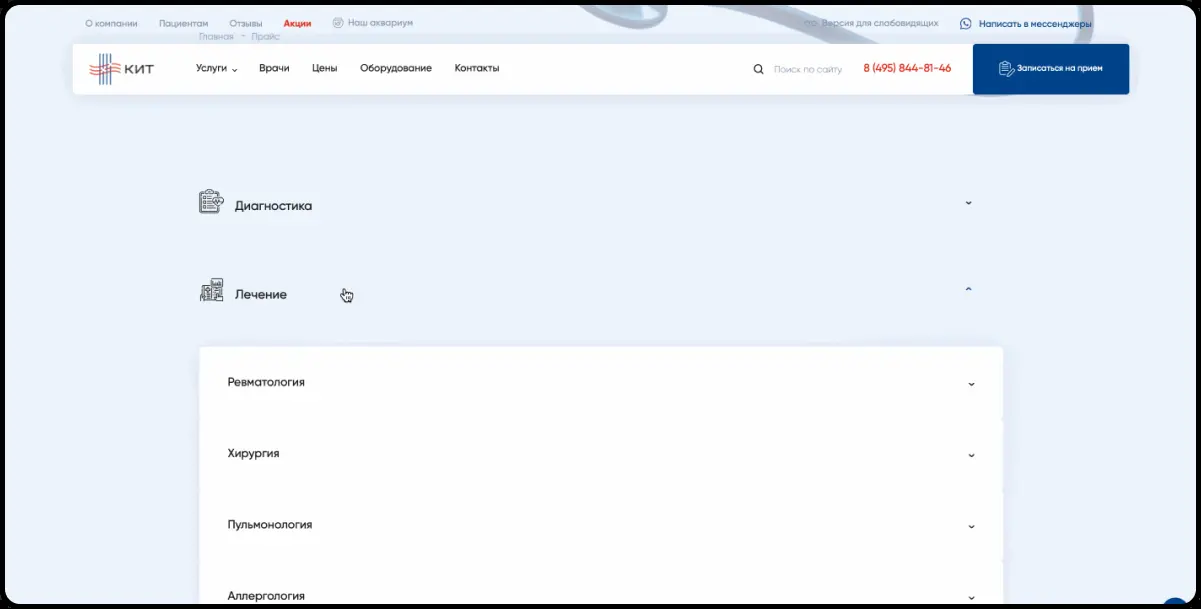 О компании Пациентам Отзывы Акции Наш аквариум Версия для слабовидящих Написать в мессенджеры
Главная - Прайс
КИТ Услуги Врачи Цены Оборудование Контакты Поиск по сайту 8 (495) 844-81-46 Записаться на прием
Диагностика
Лечение
Ревматология
Хирургия
Пульмонология
Аллергология